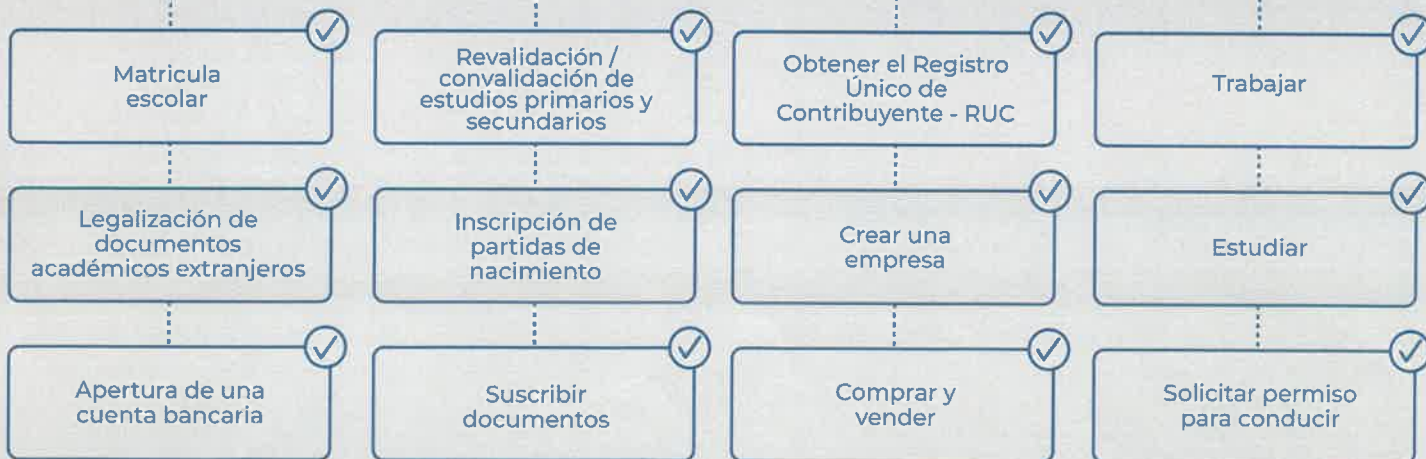 Matricula
escolar
Revalidación /
convalidación de
estudios primarios y
secundarios
Obtener el Registro
Único de
Contribuyente - RUC
Trabajar
Legalización de
documentos
académicos extranjeros
Inscripción de
partidas de
nacimiento
Crear una
empresa
Estudiar
Apertura de una
cuenta bancaria
Suscribir
documentos
Comprar y
vender
Solicitar permiso
para conducir